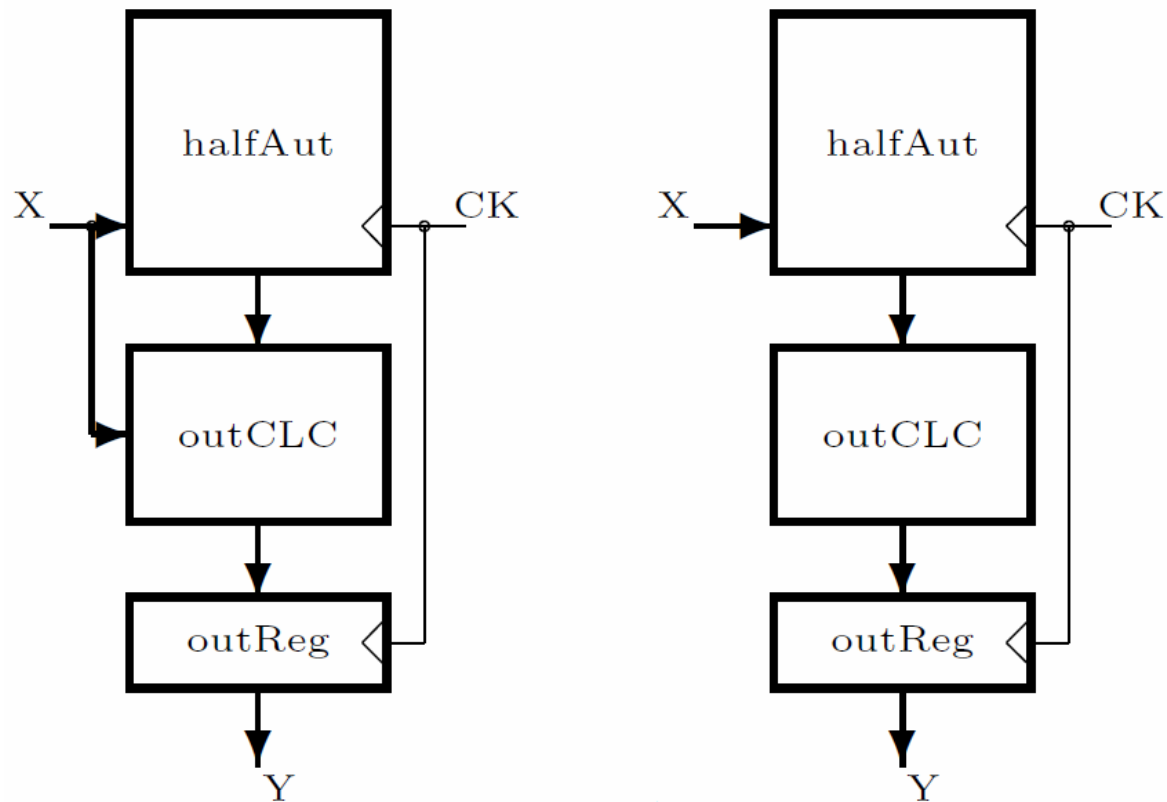 halfAut
X
CK
outCLC
outReg
Y
halfAut
X
CK
outCLC
outReg
Y